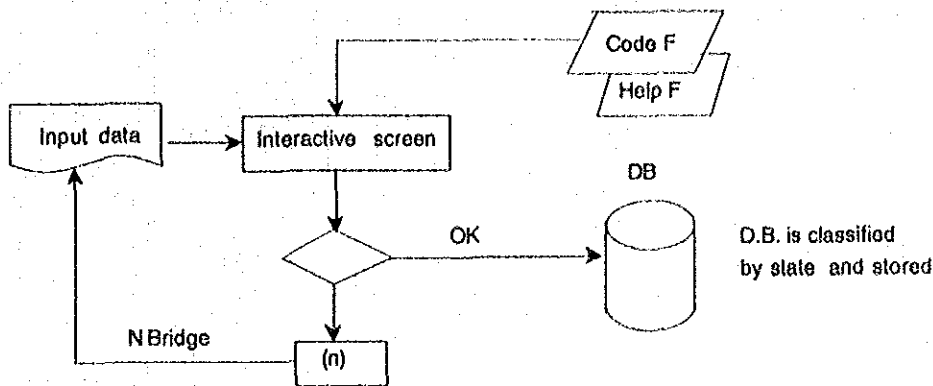 Code F
Help F
Input data
Interactive screen
DB
OK
D.B. is classified
by state and stored
N Bridge
(n)